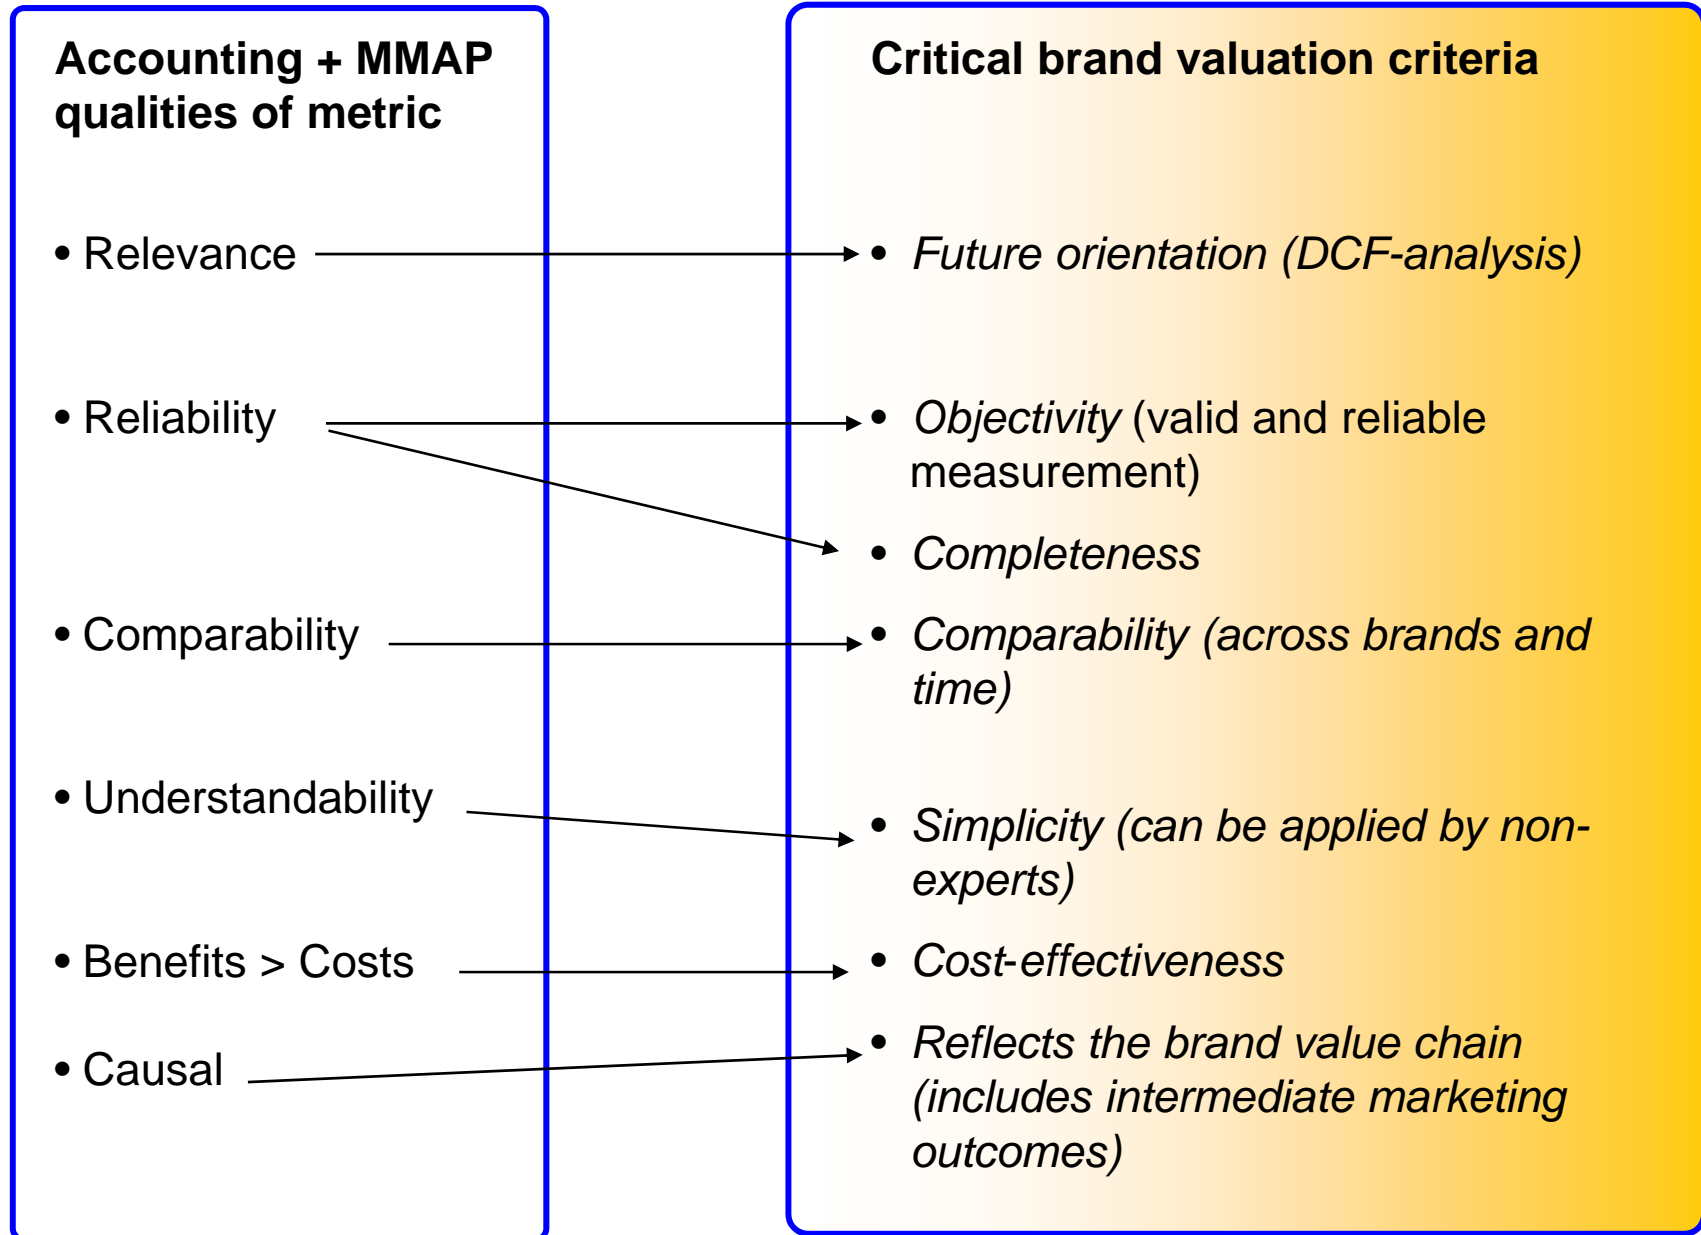 Accounting + MMAP
qualities of metric
• Relevance
• Reliability
• Comparability
• Understandability
• Benefits > Costs
• Causal
Critical brand valuation criteria
• Future orientation (DCF-analysis)
• Objectivity (valid and reliable
measurement)
• Completeness
• Comparability (across brands and
time)
• Simplicity (can be applied by non-
experts)
• Cost-effectiveness
• Reflects the brand value chain
(includes intermediate marketing
outcomes)